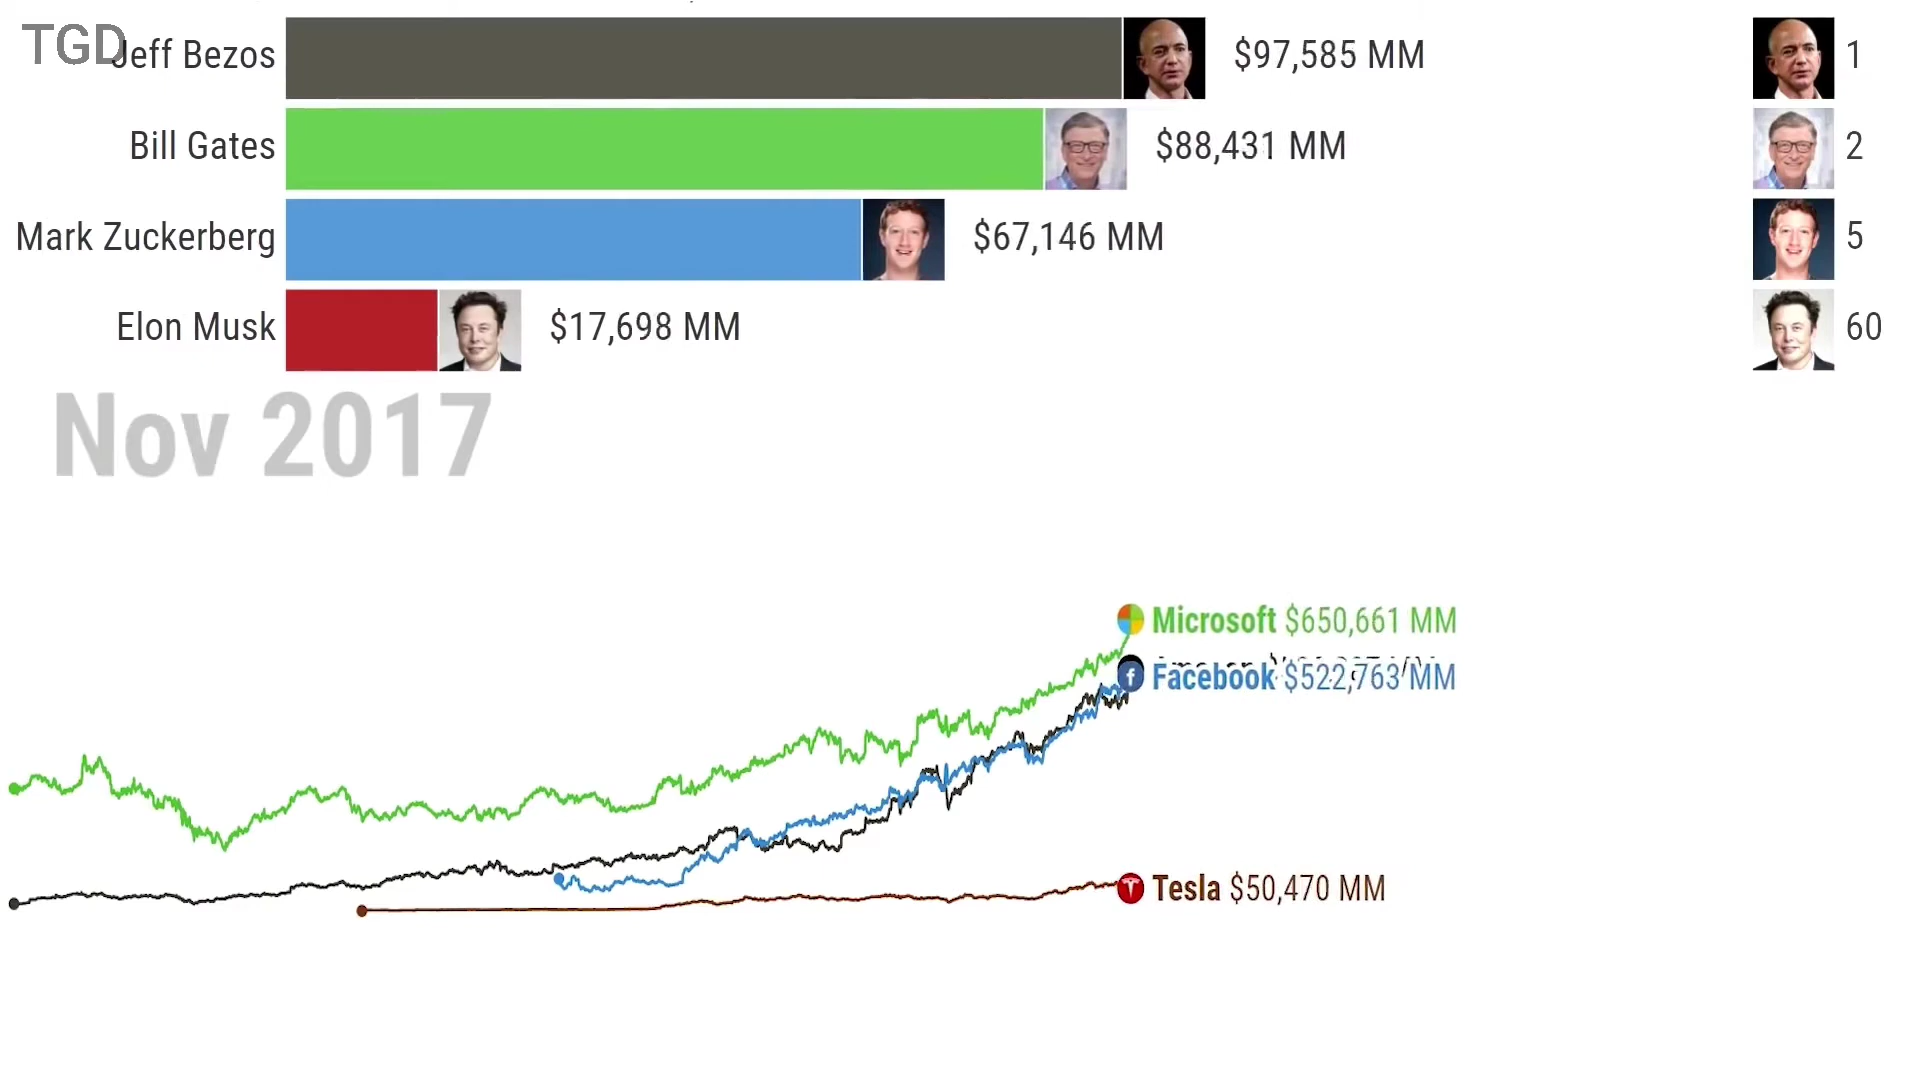 TGD
Jeff Bezos $97,585 MM 1
Bill Gates $88,431 MM 2
Mark Zuckerberg $67,146 MM 5
Elon Musk $17,698 MM 60
Nov 2017
Microsoft $650,661 MM
Facebook $522,763 MM
Tesla $50,470 MM